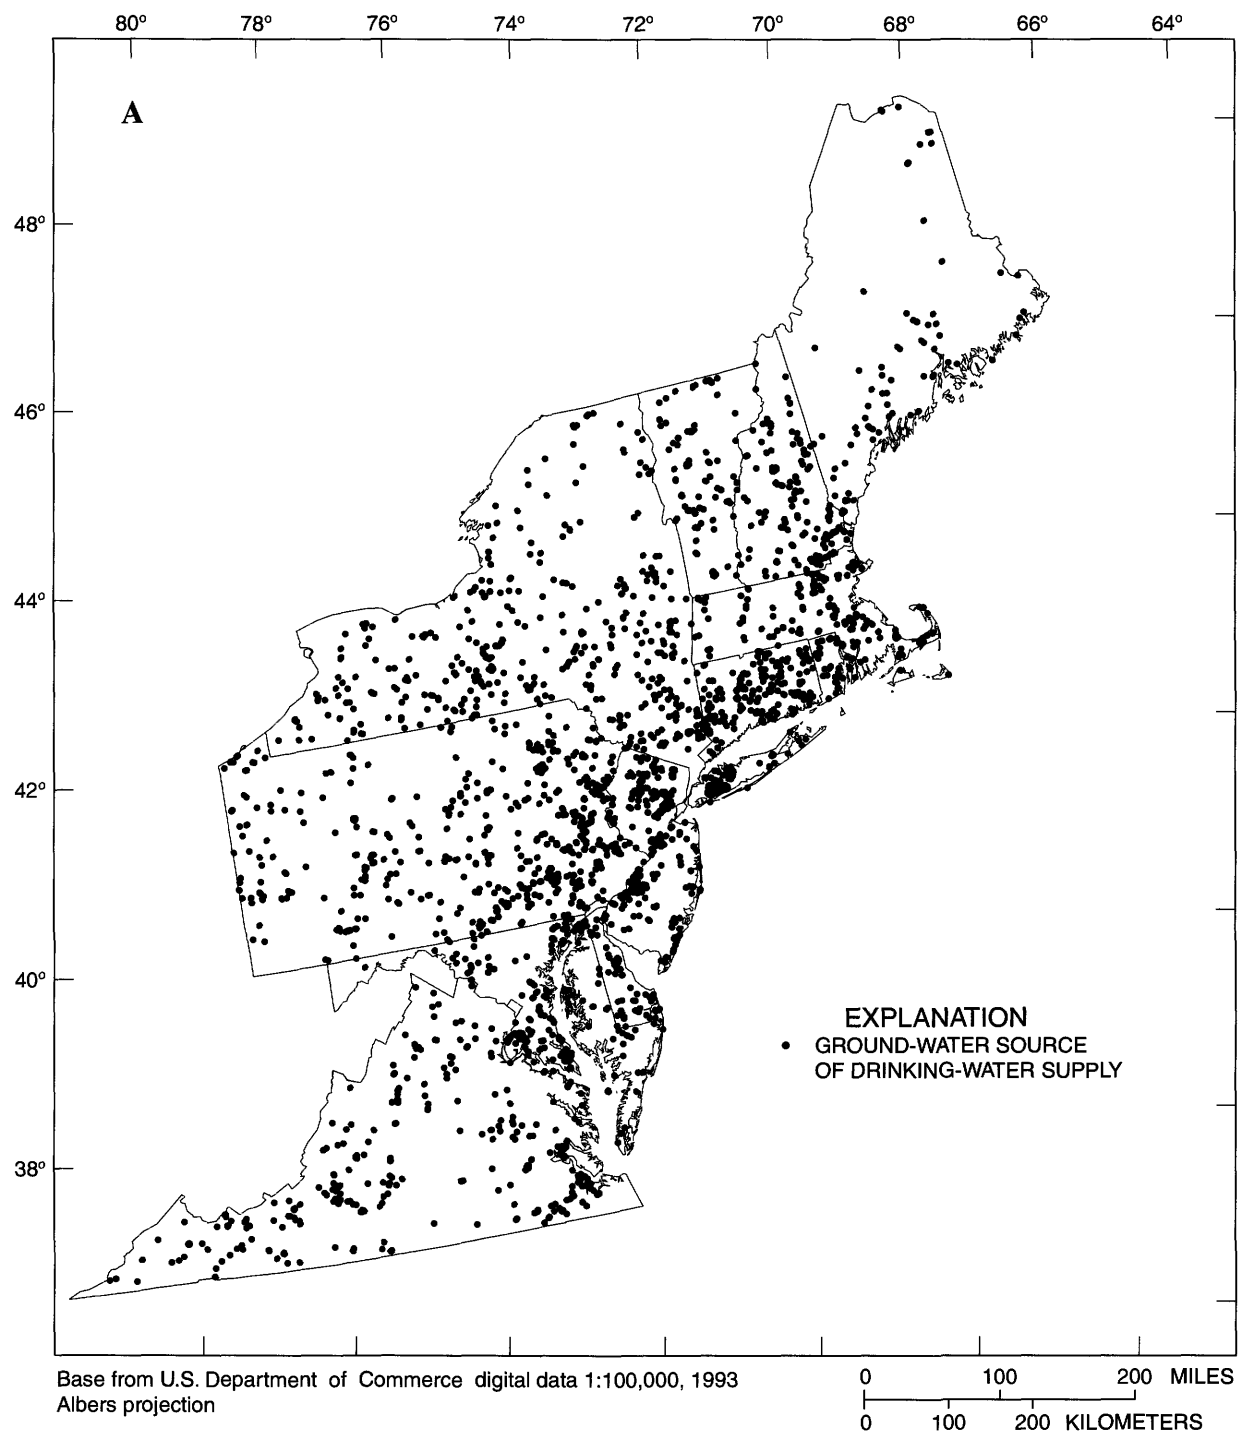 80° 78° 76° 74° 72° 70° 68° 66° 64°
A
48°
46°
44°
42°
40°
38°
EXPLANATION
GROUND-WATER SOURCE
OF DRINKING-WATER SUPPLY
Base from U.S. Department of Commerce digital data 1:100,000, 1993
Albers projection
0 100 200 MILES
0 100 200 KILOMETERS